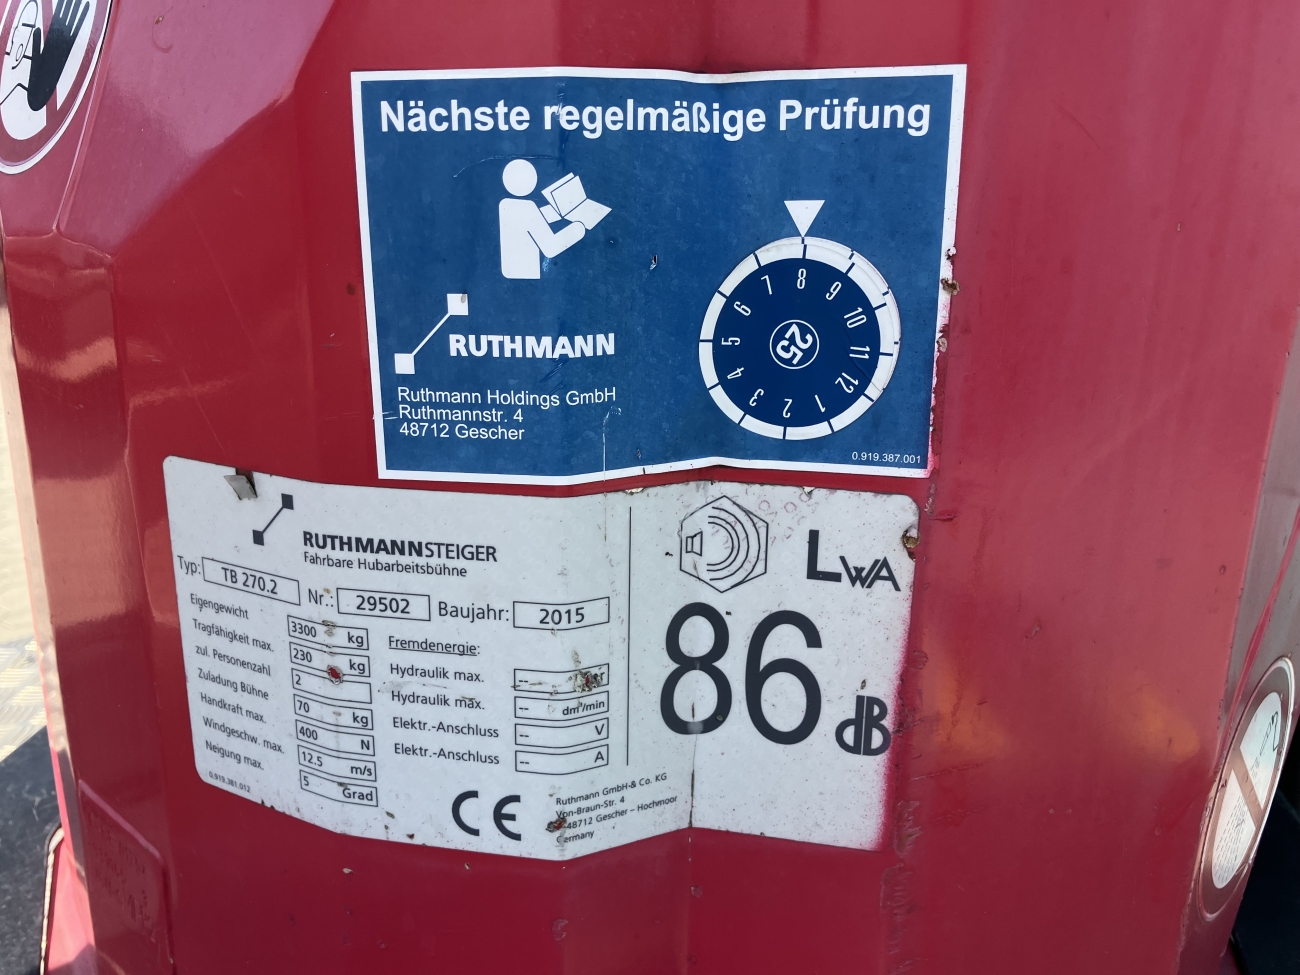 Nächste regelmäßige Prüfung
RUTHMANN
Ruthmann Holdings GmbH
Ruthmannstr. 4
48712 Gescher
1 2 3 4 5 6 7 8 9 10 11 12
25
0.919.387.001
RUTHMANNSTEIGER
Fahrbare Hubarbeitsbühne
Typ: TB 270.2 Nr.: 29502 Baujahr: 2015
Eigengewicht 3300 kg
Tragfähigkeit max. 230 kg
zul. Personenzahl 2
Zuladung Bühne 70 kg
Handkraft max. 400 N
Windgeschw. max. 12.5 m/s
Neigung max. 5 Grad
0.919.381.012
Fremdenergie:
Hydraulik max. --
Hydraulik max. -- dm³/min
Elektr.-Anschluss -- V
Elektr.-Anschluss -- A
CE
Ruthmann GmbH & Co. KG
Von-Braun-Str. 4
48712 Gescher – Hochmoor
Germany
LWA
86
dB